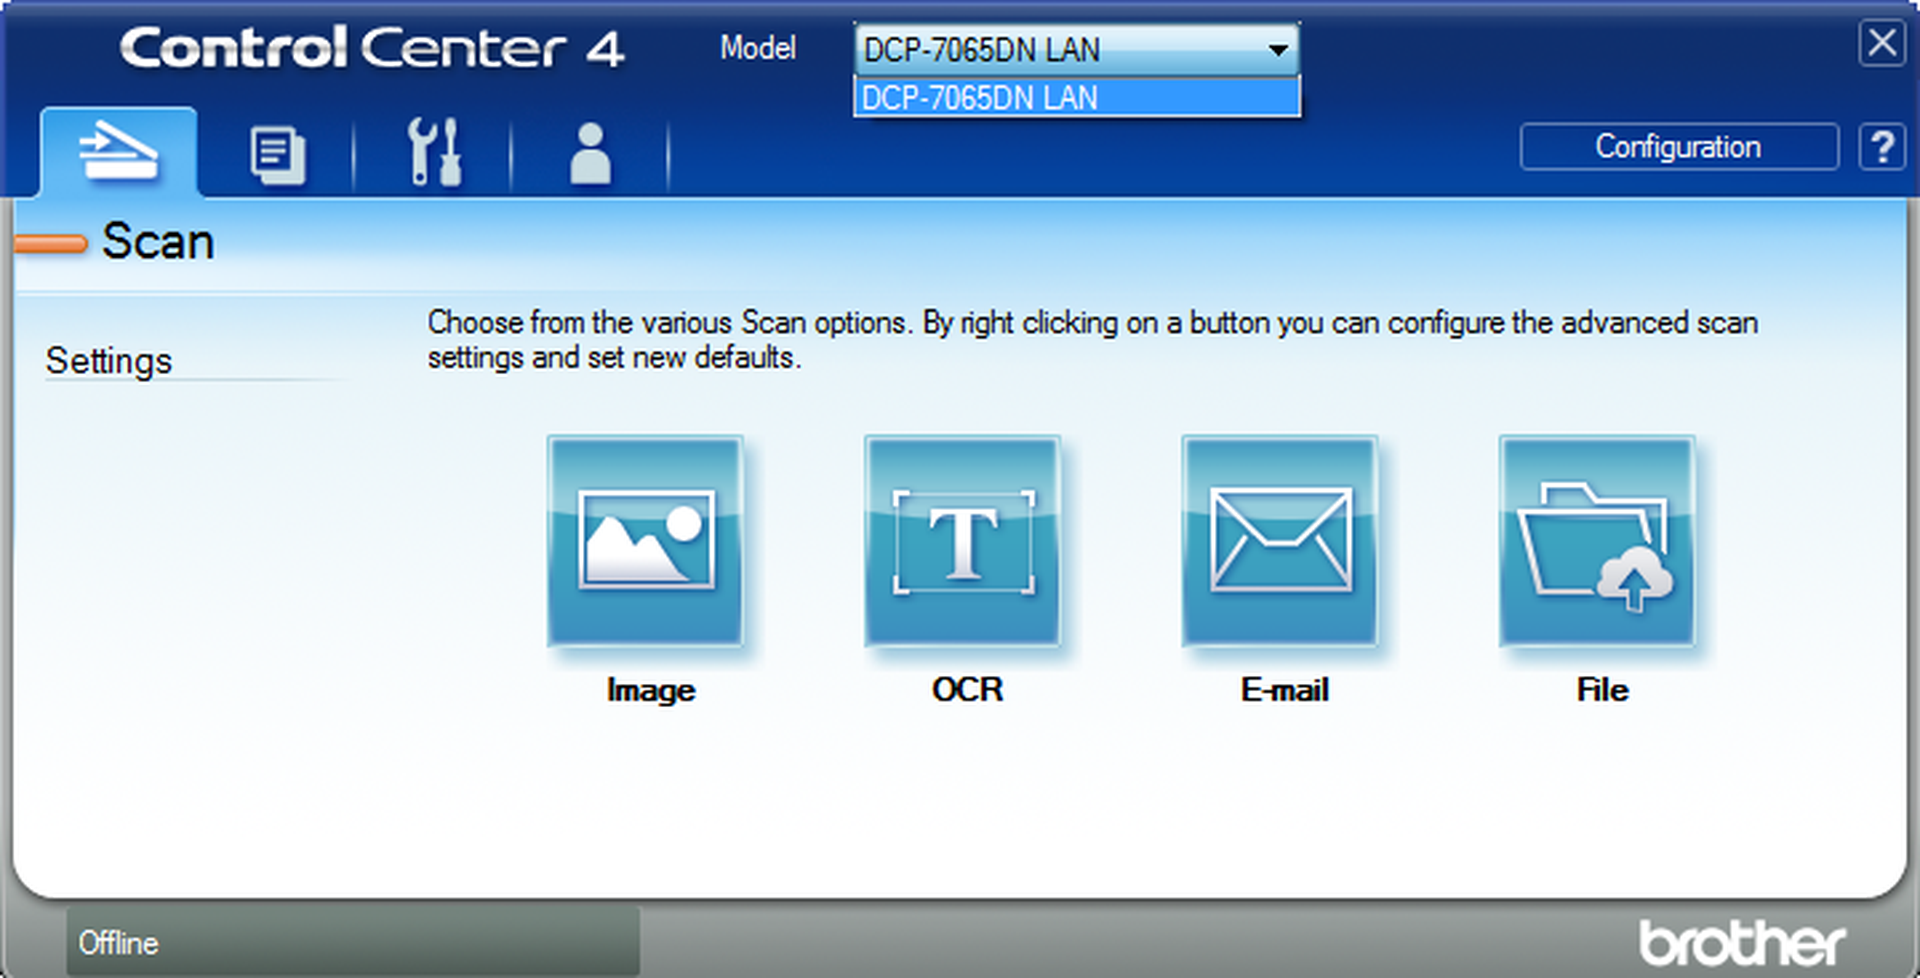 Control Center 4
Model
DCP-7065DN LAN
DCP-7065DN LAN
Configuration
?
Scan
Settings
Choose from the various Scan options. By right clicking on a button you can configure the advanced scan
settings and set new defaults.
T
Image
OCR
E-mail
File
Offline
brother